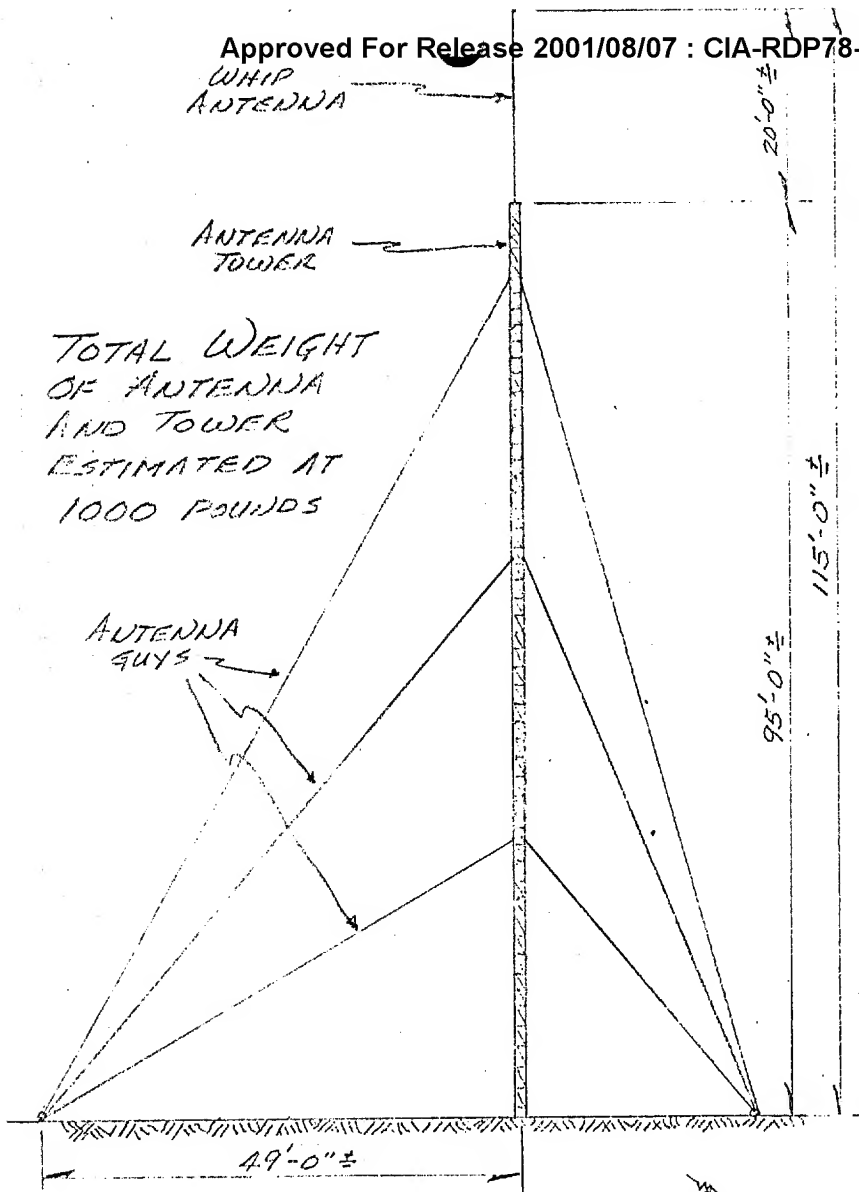 Approved For Release 2001/08/07 : CIA-RDP78-
WHIP
ANTENNA
20'-0" ±
ANTENNA
TOWER
TOTAL WEIGHT
OF ANTENNA
AND TOWER
ESTIMATED AT
1000 POUNDS
115'-0" ±
ANTENNA
GUYS
95'-0" ±
49'-0" ±